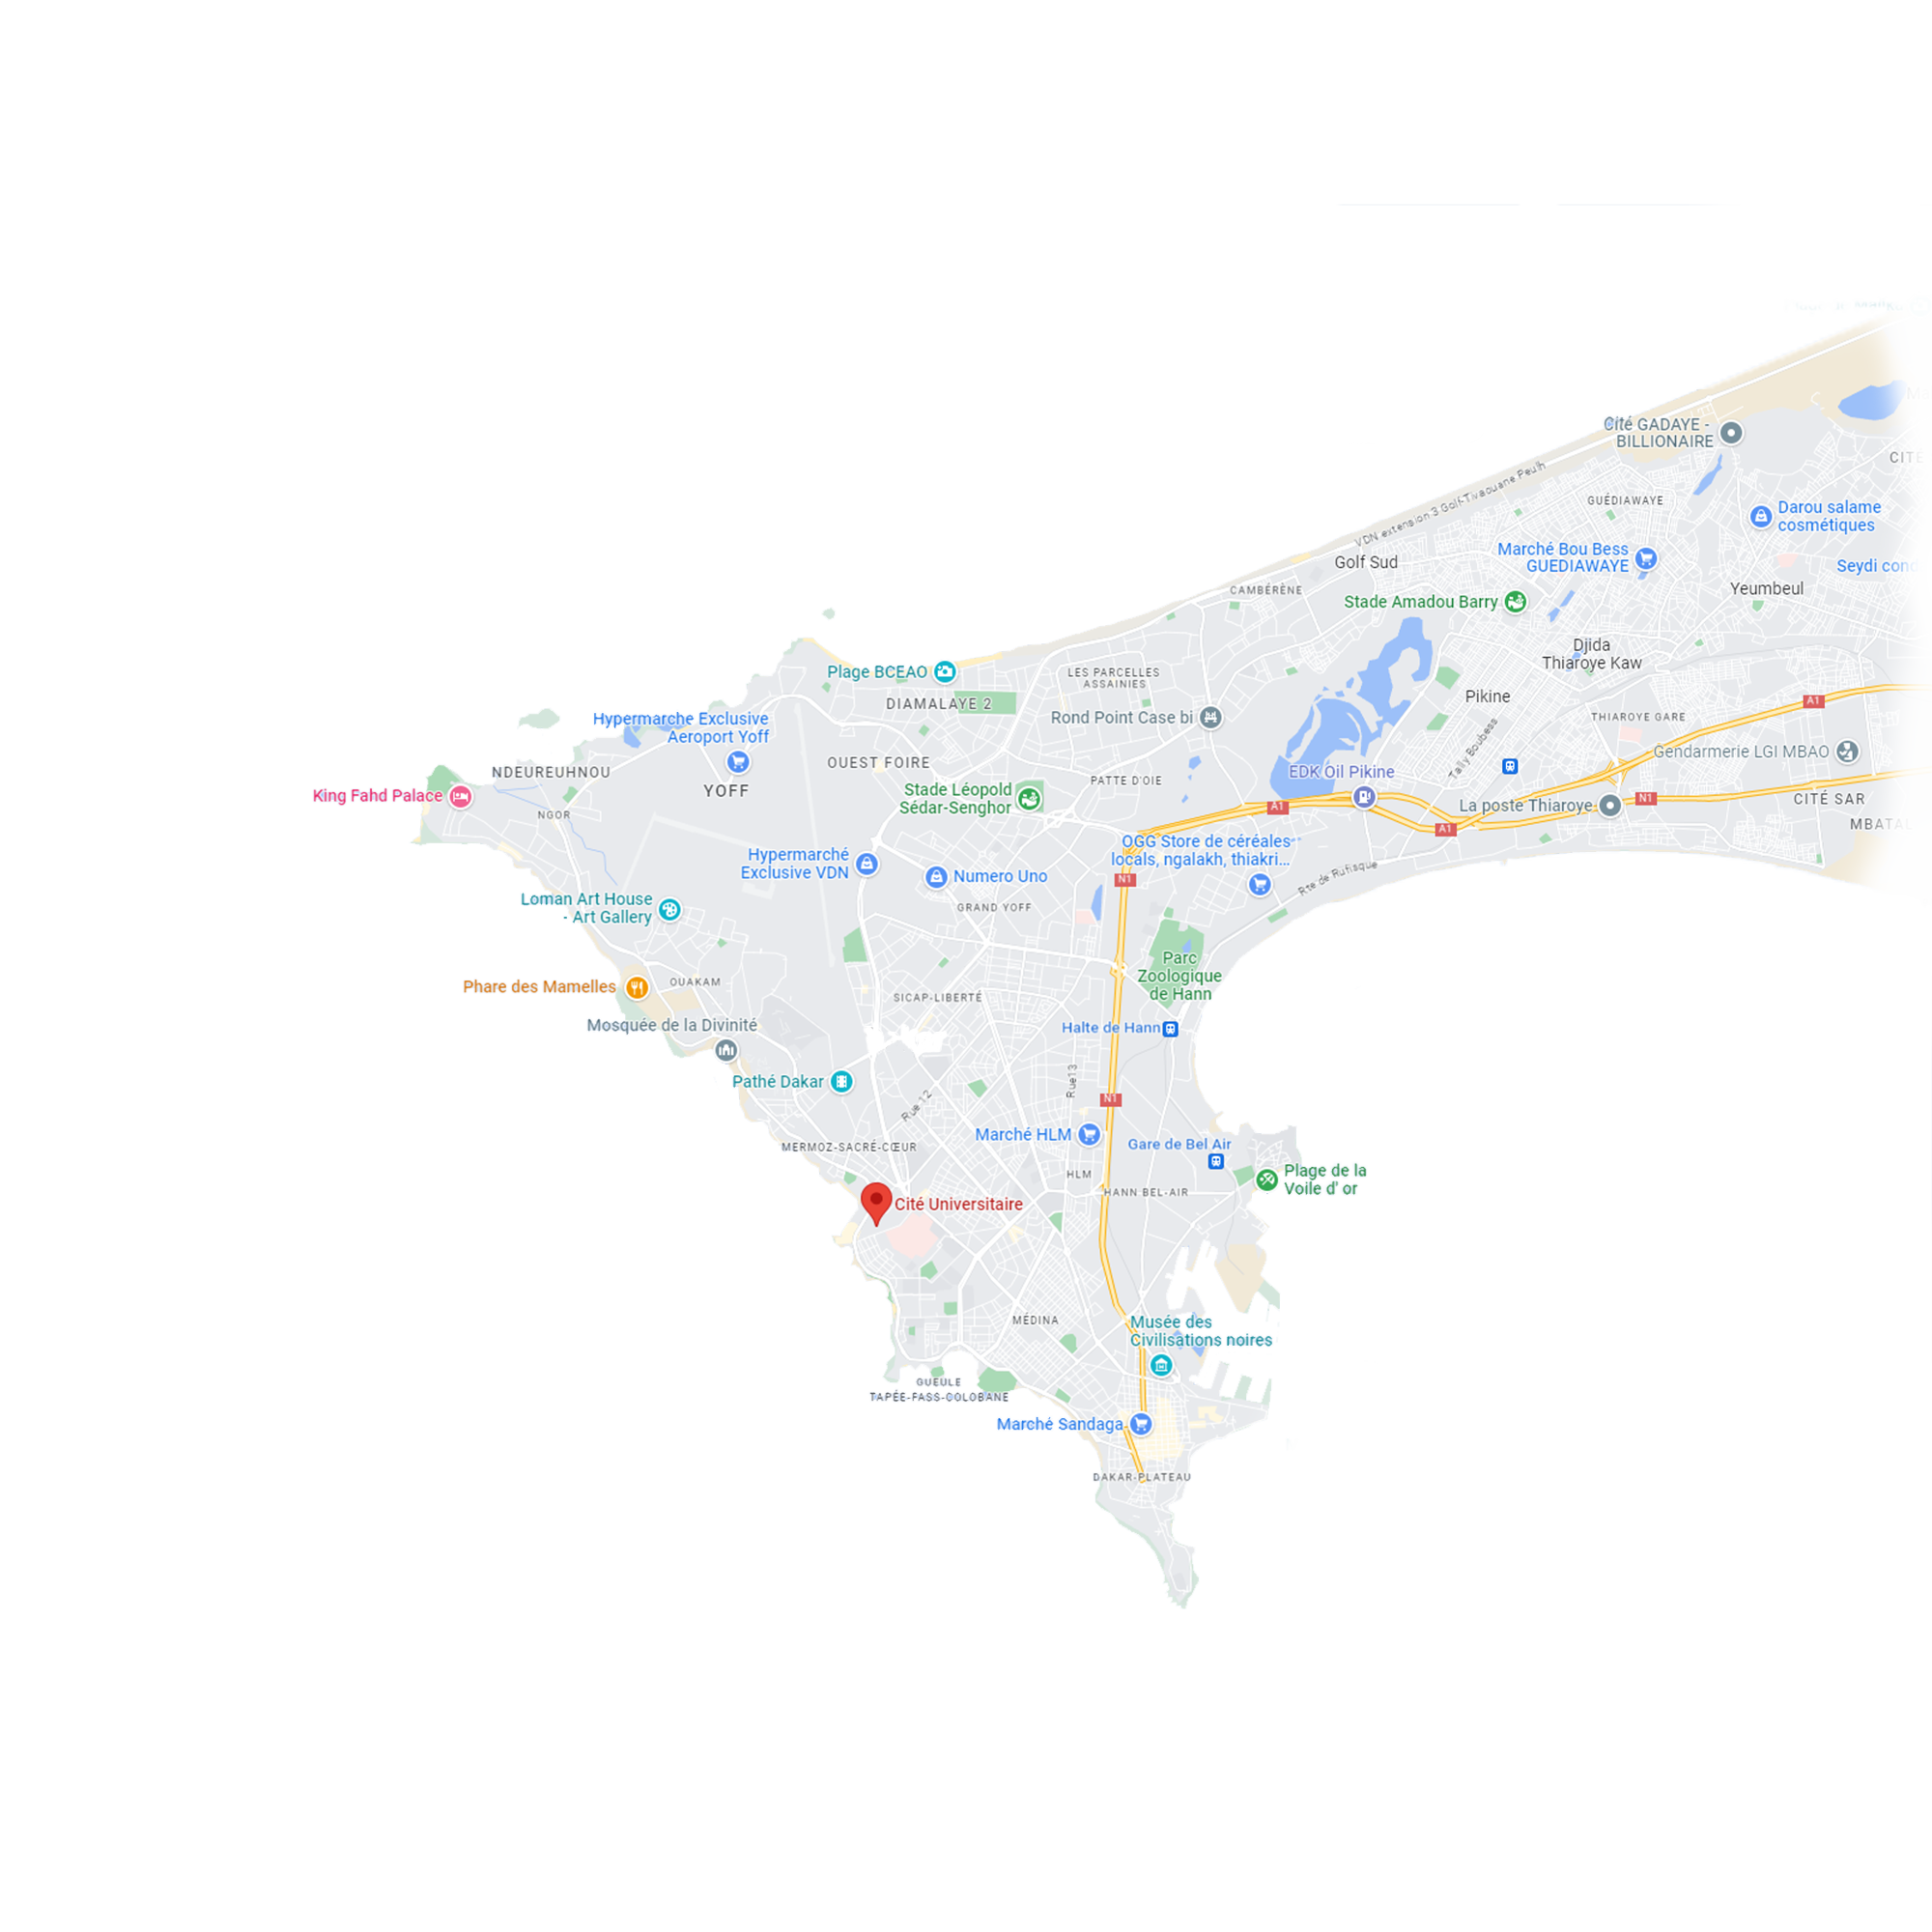 Cité GADAYE -
BILLIONAIRE
CITÉ
VDN extension 3 Golf-Tivaouane Peulh
GUÉDIAWAYE
Darou salame
cosmétiques
Marché Bou Bess
GUEDIAWAYE
Golf Sud
Seydi
CAMBÉRÈNE
Stade Amadou Barry
Yeumbeul
Djida
Thiaroye Kaw
Plage BCEAO
LES PARCELLES
ASSAINIES
DIAMALAYE 2
Pikine
A1
Hypermarche Exclusive
Aeroport Yoff
Rond Point Case bi
THIAROYE GARE
Tally Boubess
Gendarmerie LGI MBAO
OUEST FOIRE
NDEUREUHNOU
EDK Oil Pikine
PATTE D'OIE
YOFF
King Fahd Palace
Stade Léopold
Sédar-Senghor
A1
La poste Thiaroye
N1
CITÉ SAR
NGOR
A1
MBATAL
OGG Store de céréales
locals, ngalakh, thiakri...
Hypermarché
Exclusive VDN
Numero Uno
N1
Rte de Rufisque
Loman Art House
- Art Gallery
GRAND YOFF
Parc
Zoologique
de Hann
OUAKAM
Phare des Mamelles
SICAP-LIBERTÉ
Mosquée de la Divinité
Halte de Hann
Pathé Dakar
Rue 12
Rue13
N1
Marché HLM
Gare de Bel Air
MERMOZ-SACRÉ-CŒUR
HLM
Plage de la
Voile d' or
HANN BEL-AIR
Cité Universitaire
MÉDINA
Musée des
Civilisations noires
GUEULE
TAPÉE-FASS-COLOBANE
Marché Sandaga
DAKAR-PLATEAU